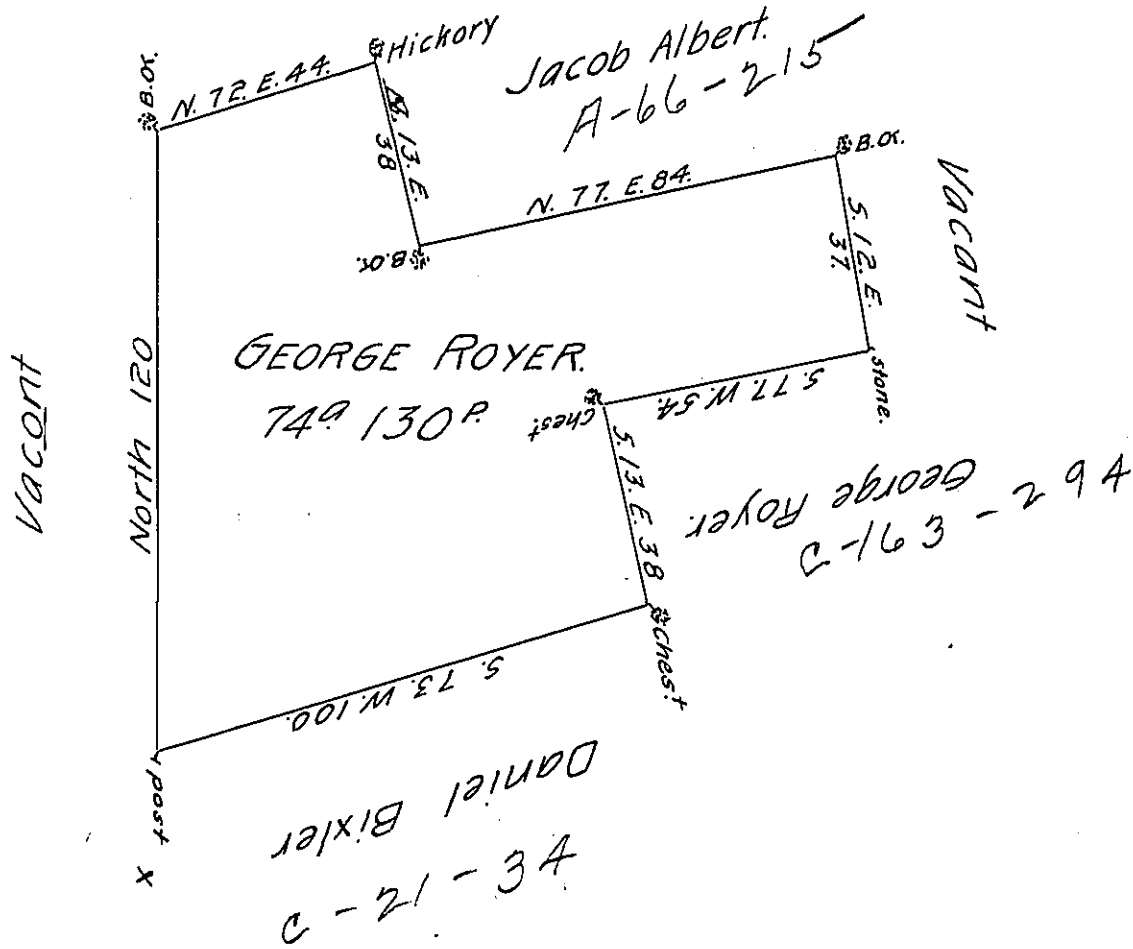 B.O.
N. 72. E. 44.
Hickory
Jacob Albert.
A-66-215
S. 13. E.
38
B.O.
N. 77. E. 84.
B.O.
S. 12. E.
37.
Vacant
Vacant
North 120
GEORGE ROYER.
74a 130 P.
Stone.
S. 77. W. 54.
Chest
S. 13. E. 38
George Royer.
C-163-294
Chest
S. 73. W. 100.
post
X
Daniel Bixler
C-21-34